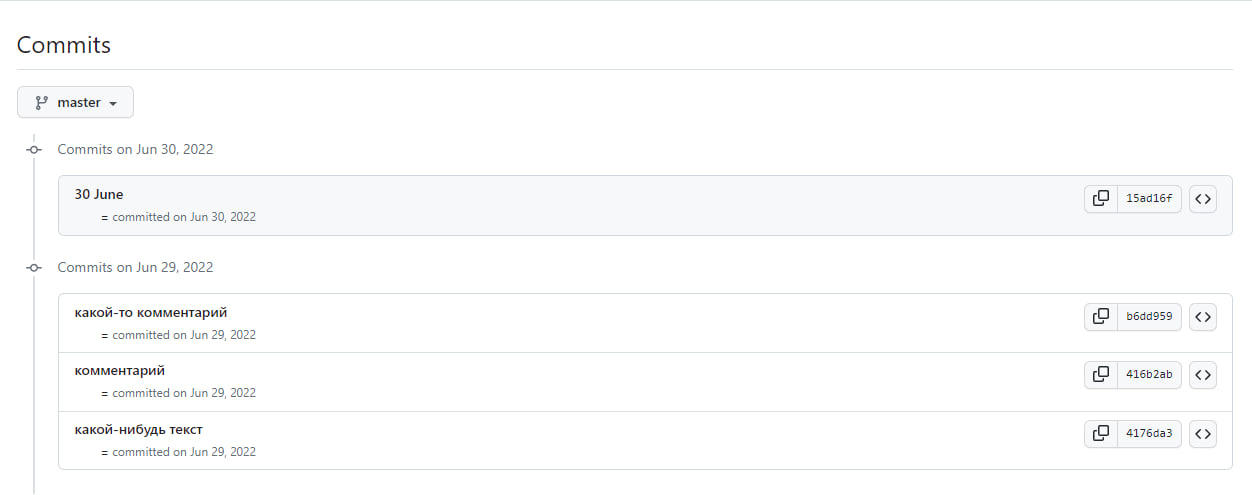 Commits
master
Commits on Jun 30, 2022
30 June
15ad16f
= committed on Jun 30, 2022
Commits on Jun 29, 2022
какой-то комментарий
b6dd959
= committed on Jun 29, 2022
комментарий
416b2ab
= committed on Jun 29, 2022
какой-нибудь текст
4176da3
= committed on Jun 29, 2022